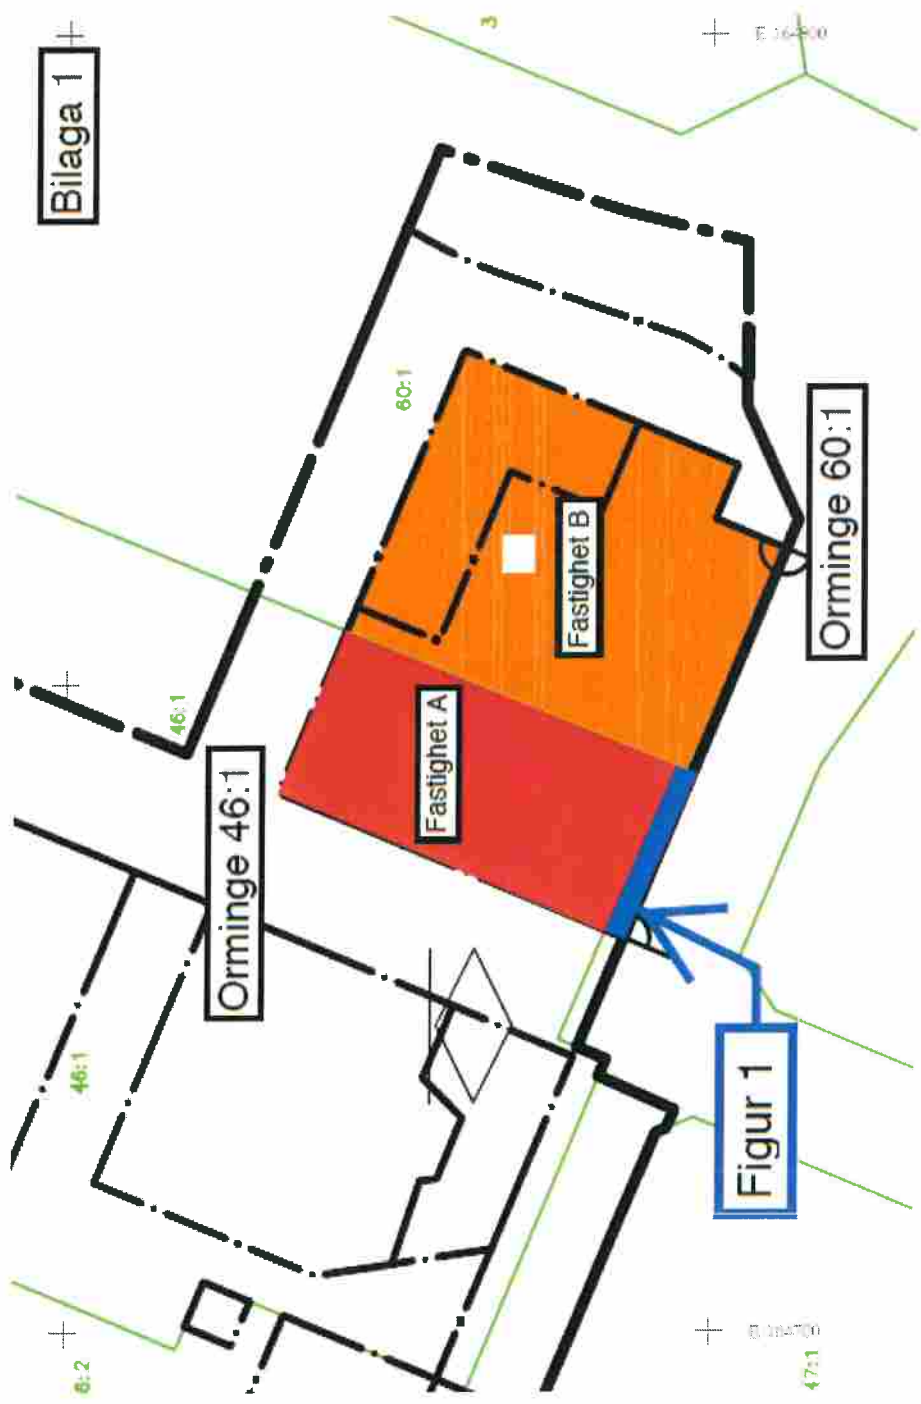 Bilaga 1
6:2
46:1
46:1
Orminge 46:1
60:1
Fastighet A
3
Fastighet B
Figur 1
Orminge 60:1
47:1